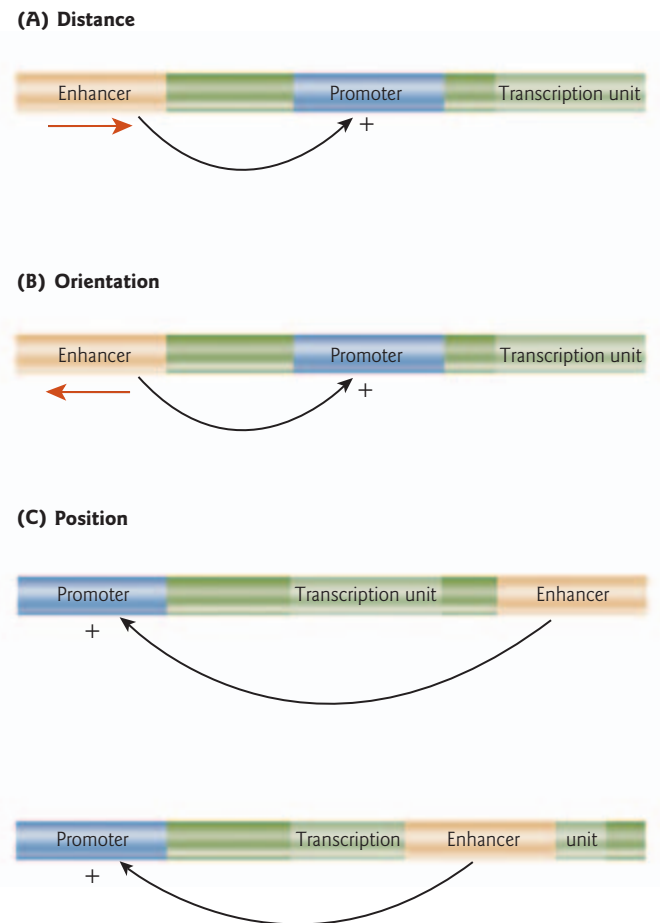 (A) Distance
Enhancer Promoter Transcription unit
+
(B) Orientation
Enhancer Promoter Transcription unit
+
(C) Position
Promoter Transcription unit Enhancer
+
Promoter Transcription Enhancer unit
+